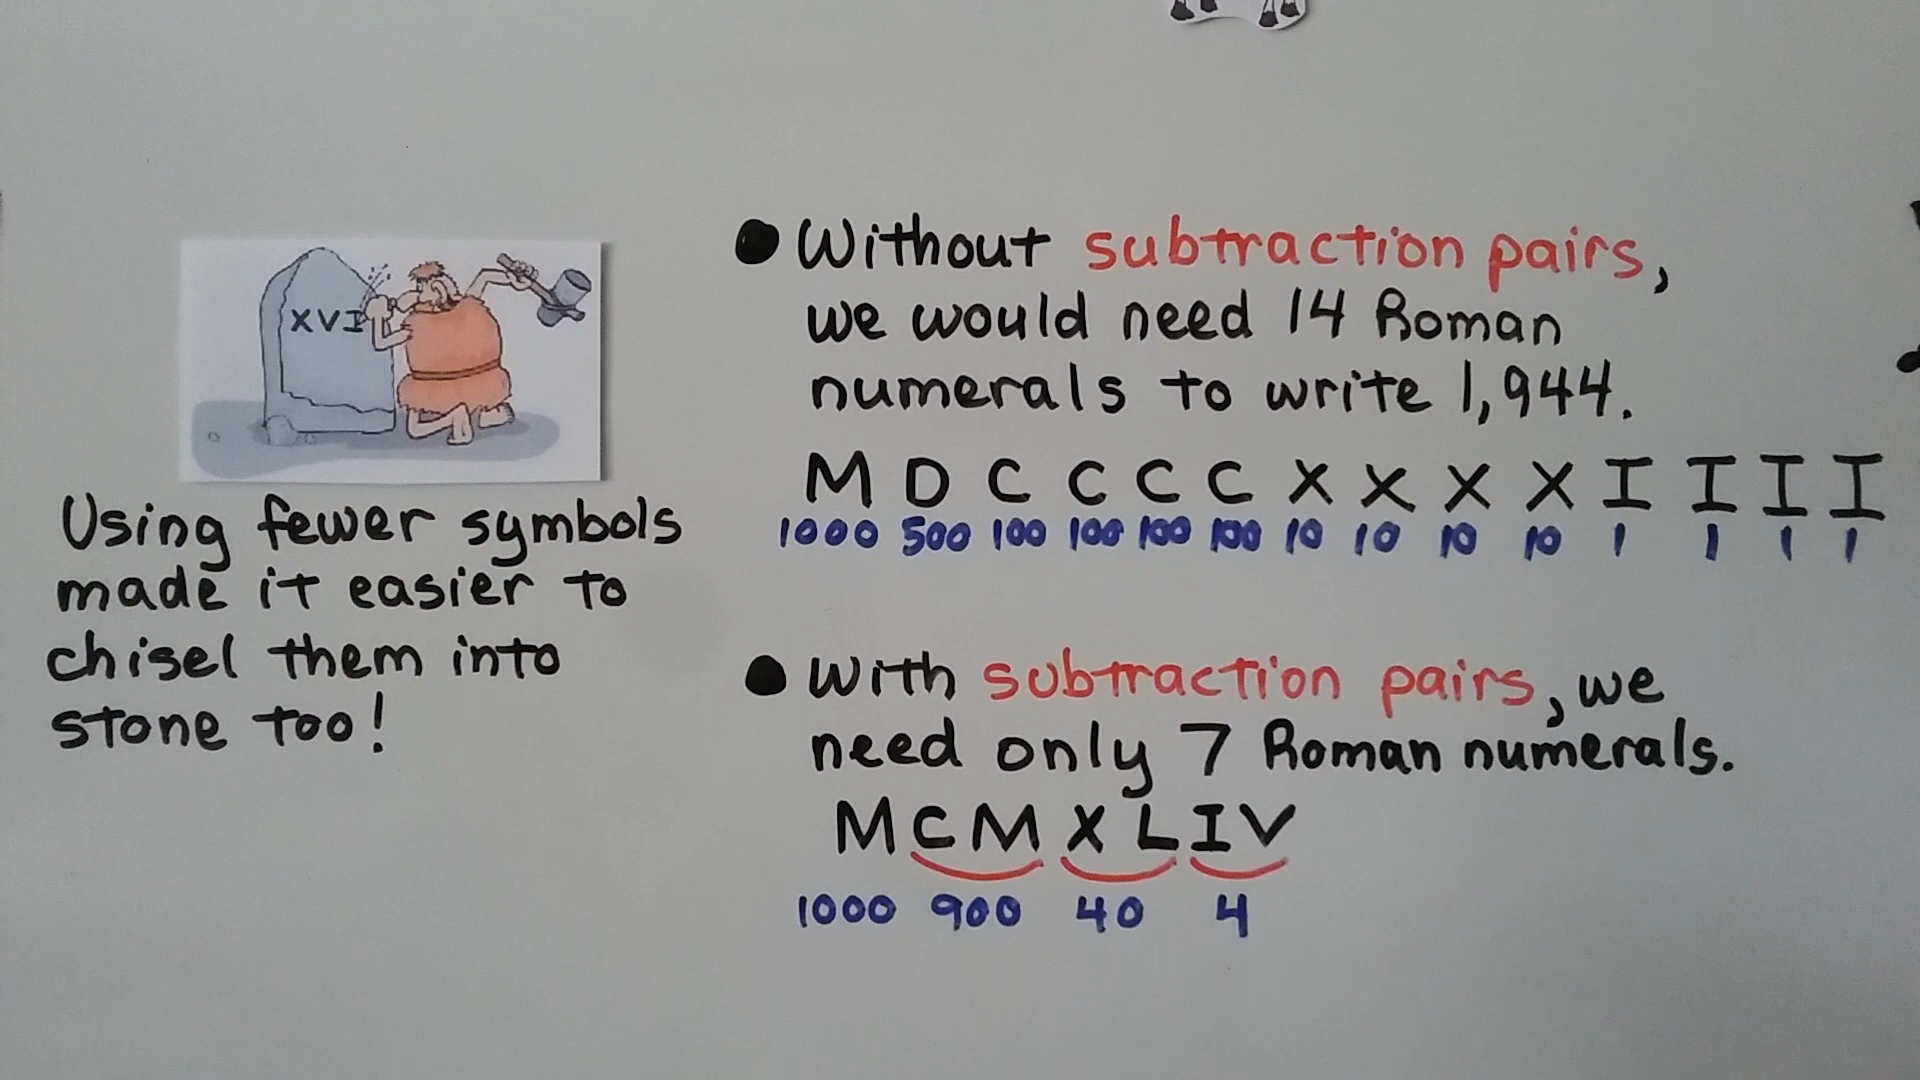 XVI
Using fewer symbols
made it easier to
chisel them into
stone too!
● Without subtraction pairs,
we would need 14 Roman
numerals to write 1,944.
M D C C C C X X X X I I I I
1000 500 100 100 100 100 10 10 10 10 1 1 1 1
● With subtraction pairs, we
need only 7 Roman numerals.
M C M X L I V
1000 900 40 4